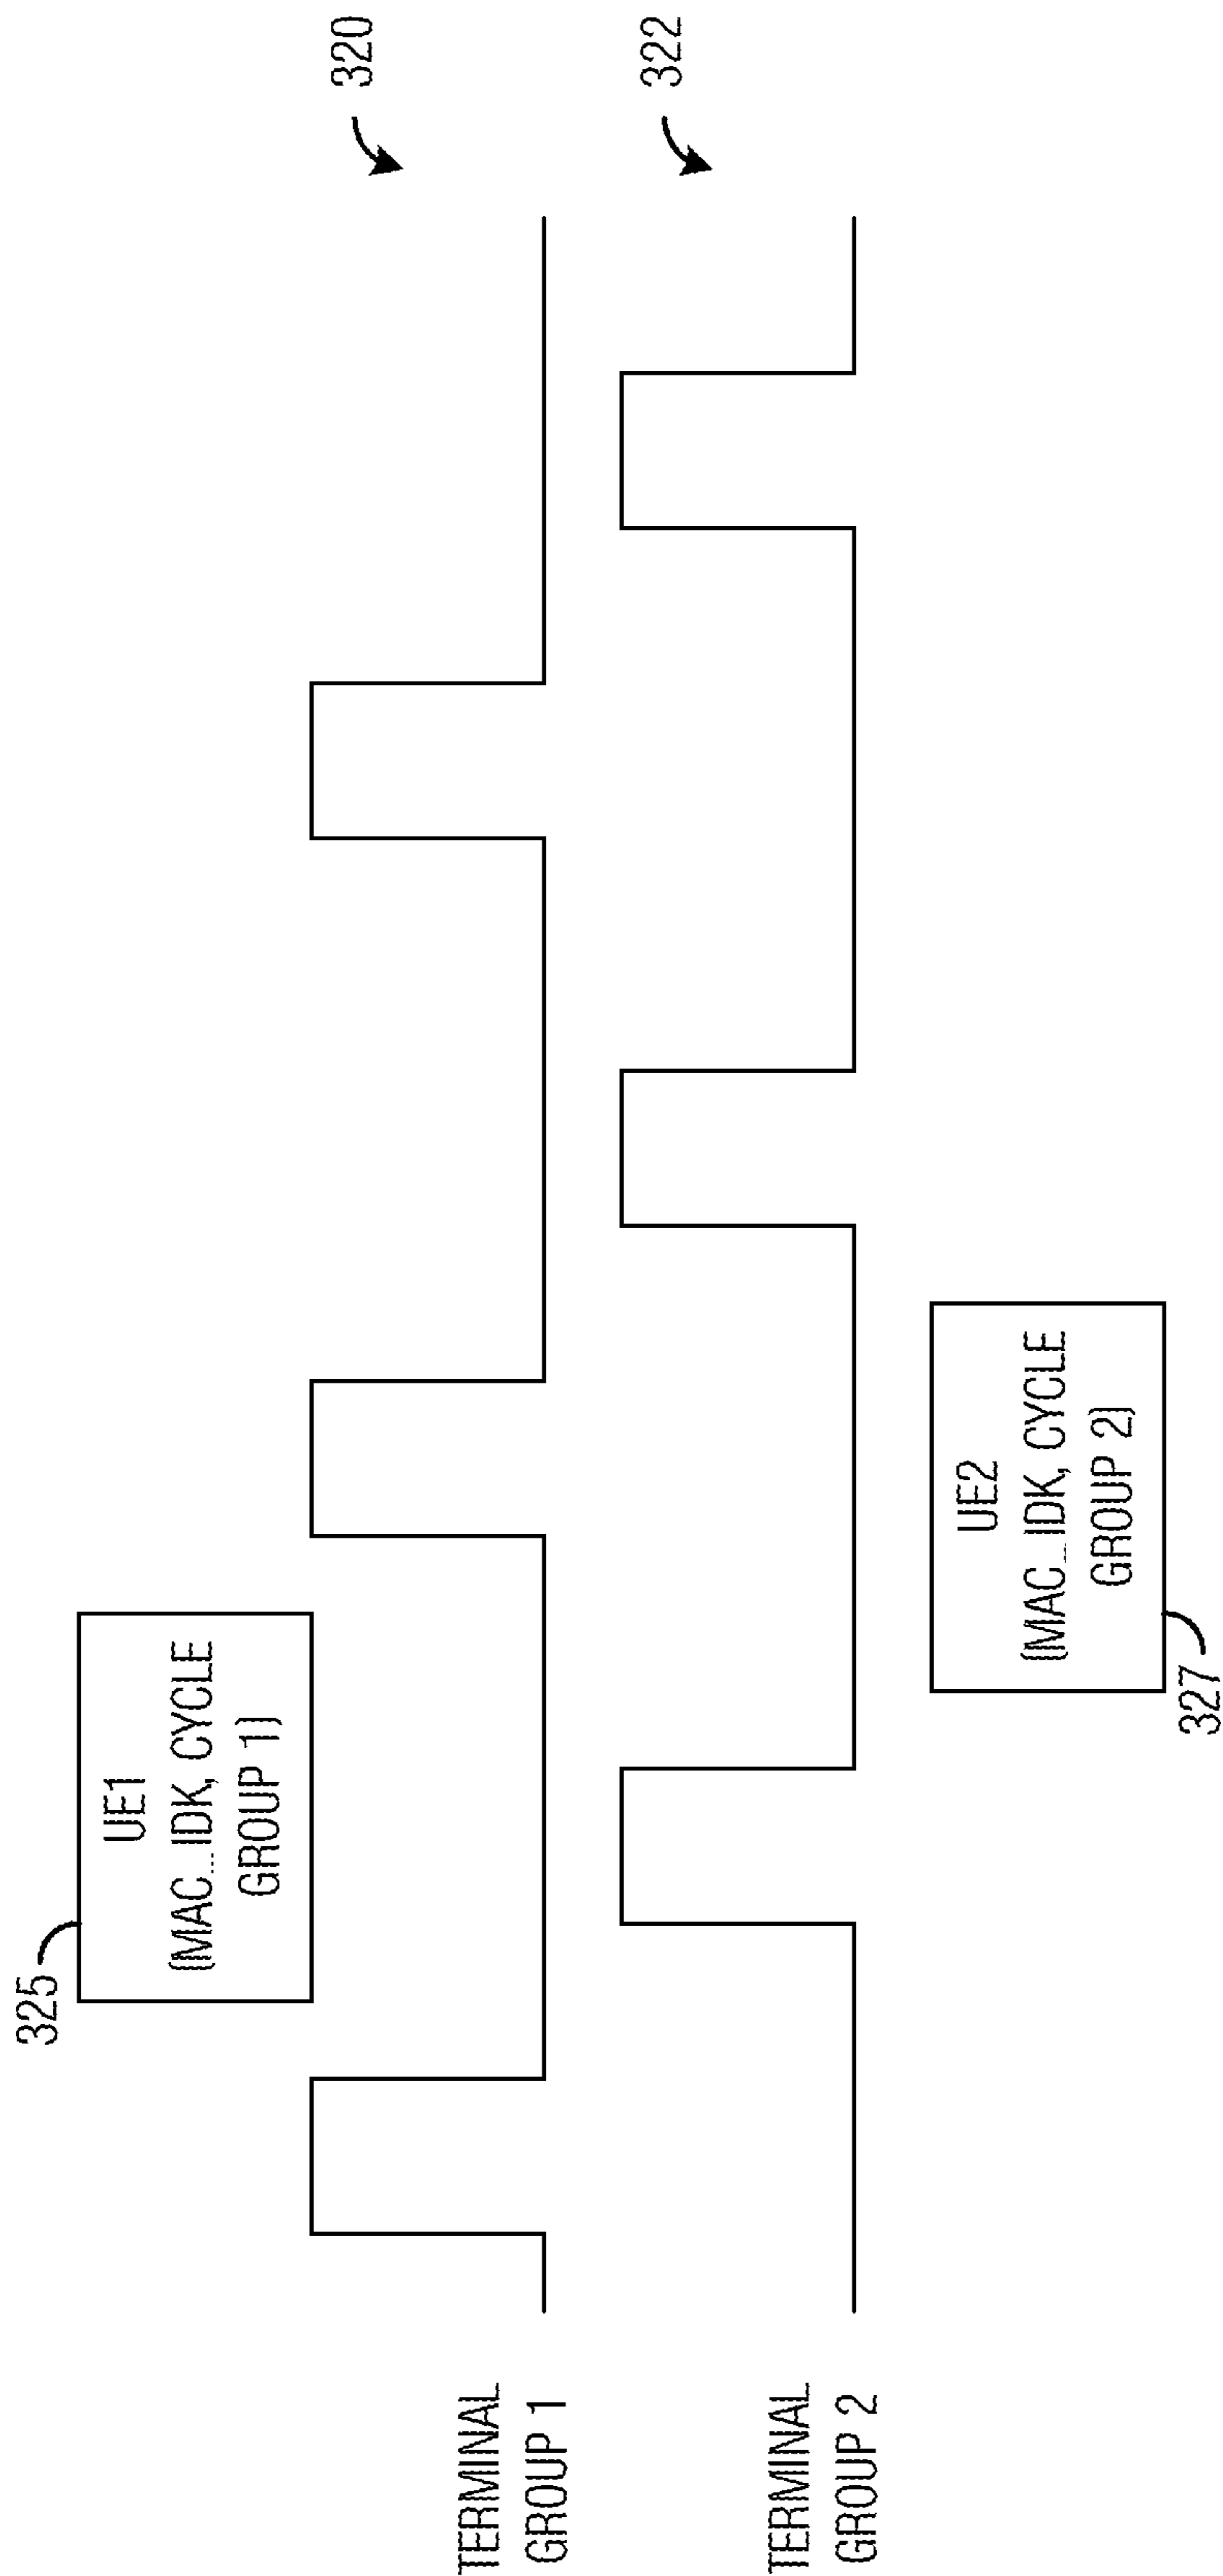 325
UE1
(MAC_IDK, CYCLE
GROUP 1)
320
TERMINAL
GROUP 1
322
TERMINAL
GROUP 2
UE2
(MAC_IDK, CYCLE
GROUP 2)
327